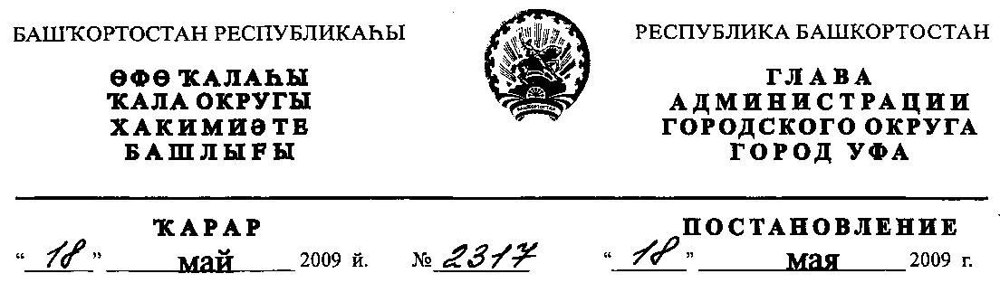 БАШҠОРТОСТАН РЕСПУБЛИКАҺЫ
ӨФӨ ҠАЛАҺЫ
ҠАЛА ОКРУГЫ
ХАКИМИӘТЕ
БАШЛЫҒЫ
БАШКОРТОСТАН
РЕСПУБЛИКА БАШКОРТОСТАН
ГЛАВА
АДМИНИСТРАЦИИ
ГОРОДСКОГО ОКРУГА
ГОРОД УФА
ҠАРАР
“ 18 ” май 2009 й.
№ 2317
ПОСТАНОВЛЕНИЕ
“ 18 ” мая 2009 г.